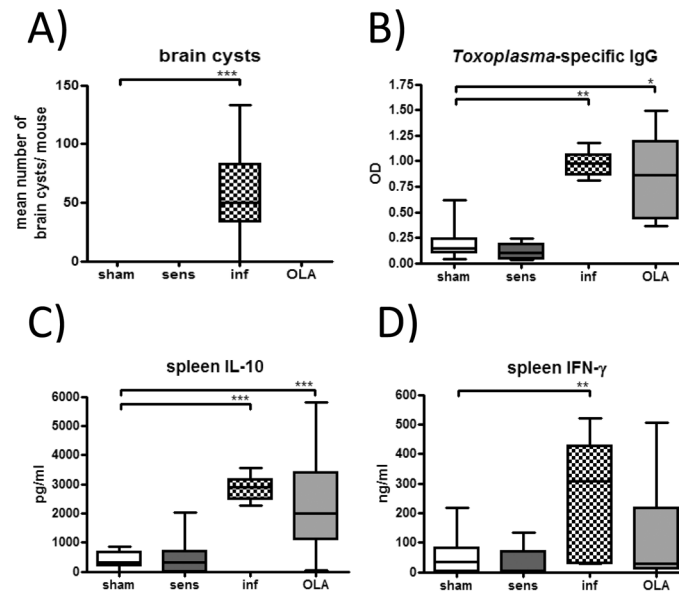 A)
brain cysts
***
mean number of
brain cysts/ mouse
150
100
50
0
sham sens inf OLA
B)
Toxoplasma-specific IgG
*
**
OD
1.75
1.50
1.25
1.00
0.75
0.50
0.25
0.00
sham sens inf OLA
C)
spleen IL-10
***
***
pg/ml
6000
5000
4000
3000
2000
1000
0
sham sens inf OLA
D)
spleen IFN-γ
**
ng/ml
600
500
400
300
200
100
0
sham sens inf OLA